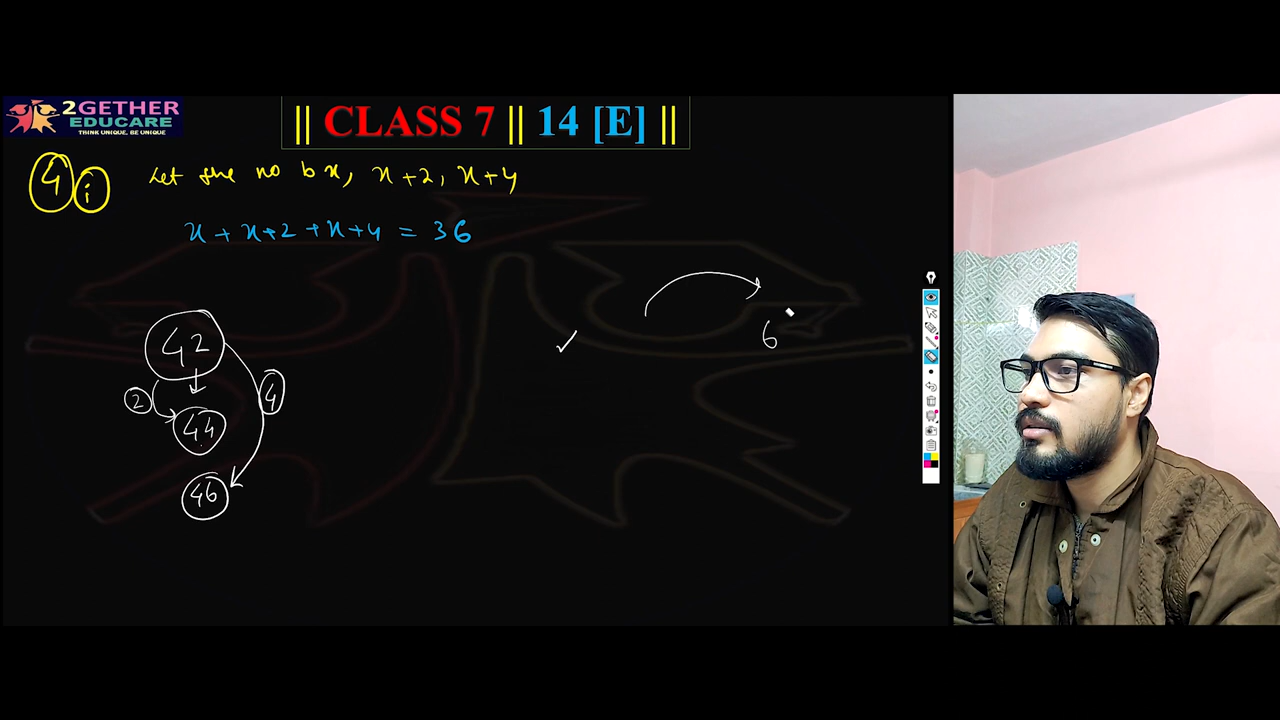 2GETHER
EDUCARE
THINK UNIQUE, BE UNIQUE
|| CLASS 7 || 14 [E] ||
4 i Let the no b x, x+2, x+4
x + x+2 + x+4 = 36
42
2 4
44
46
✓ 6